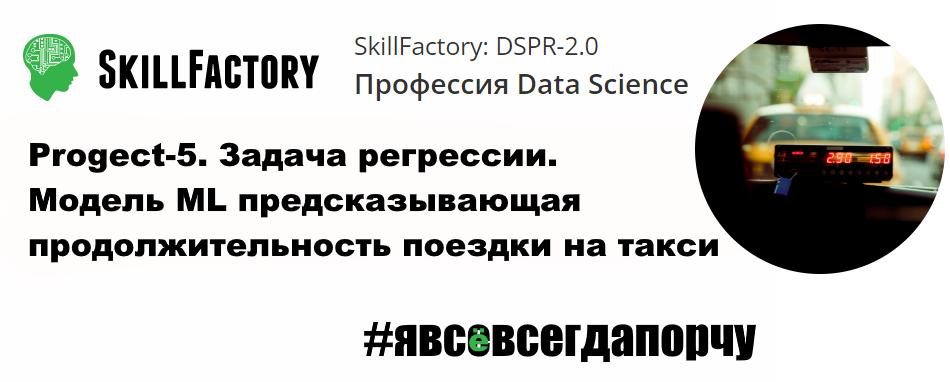 SKILLFACTORY
SkillFactory: DSPR-2.0
Профессия Data Science
Progect-5. Задача регрессии.
Модель ML предсказывающая
продолжительность поездки на такси
2.90 1.50
#явсёвсегдапорчу